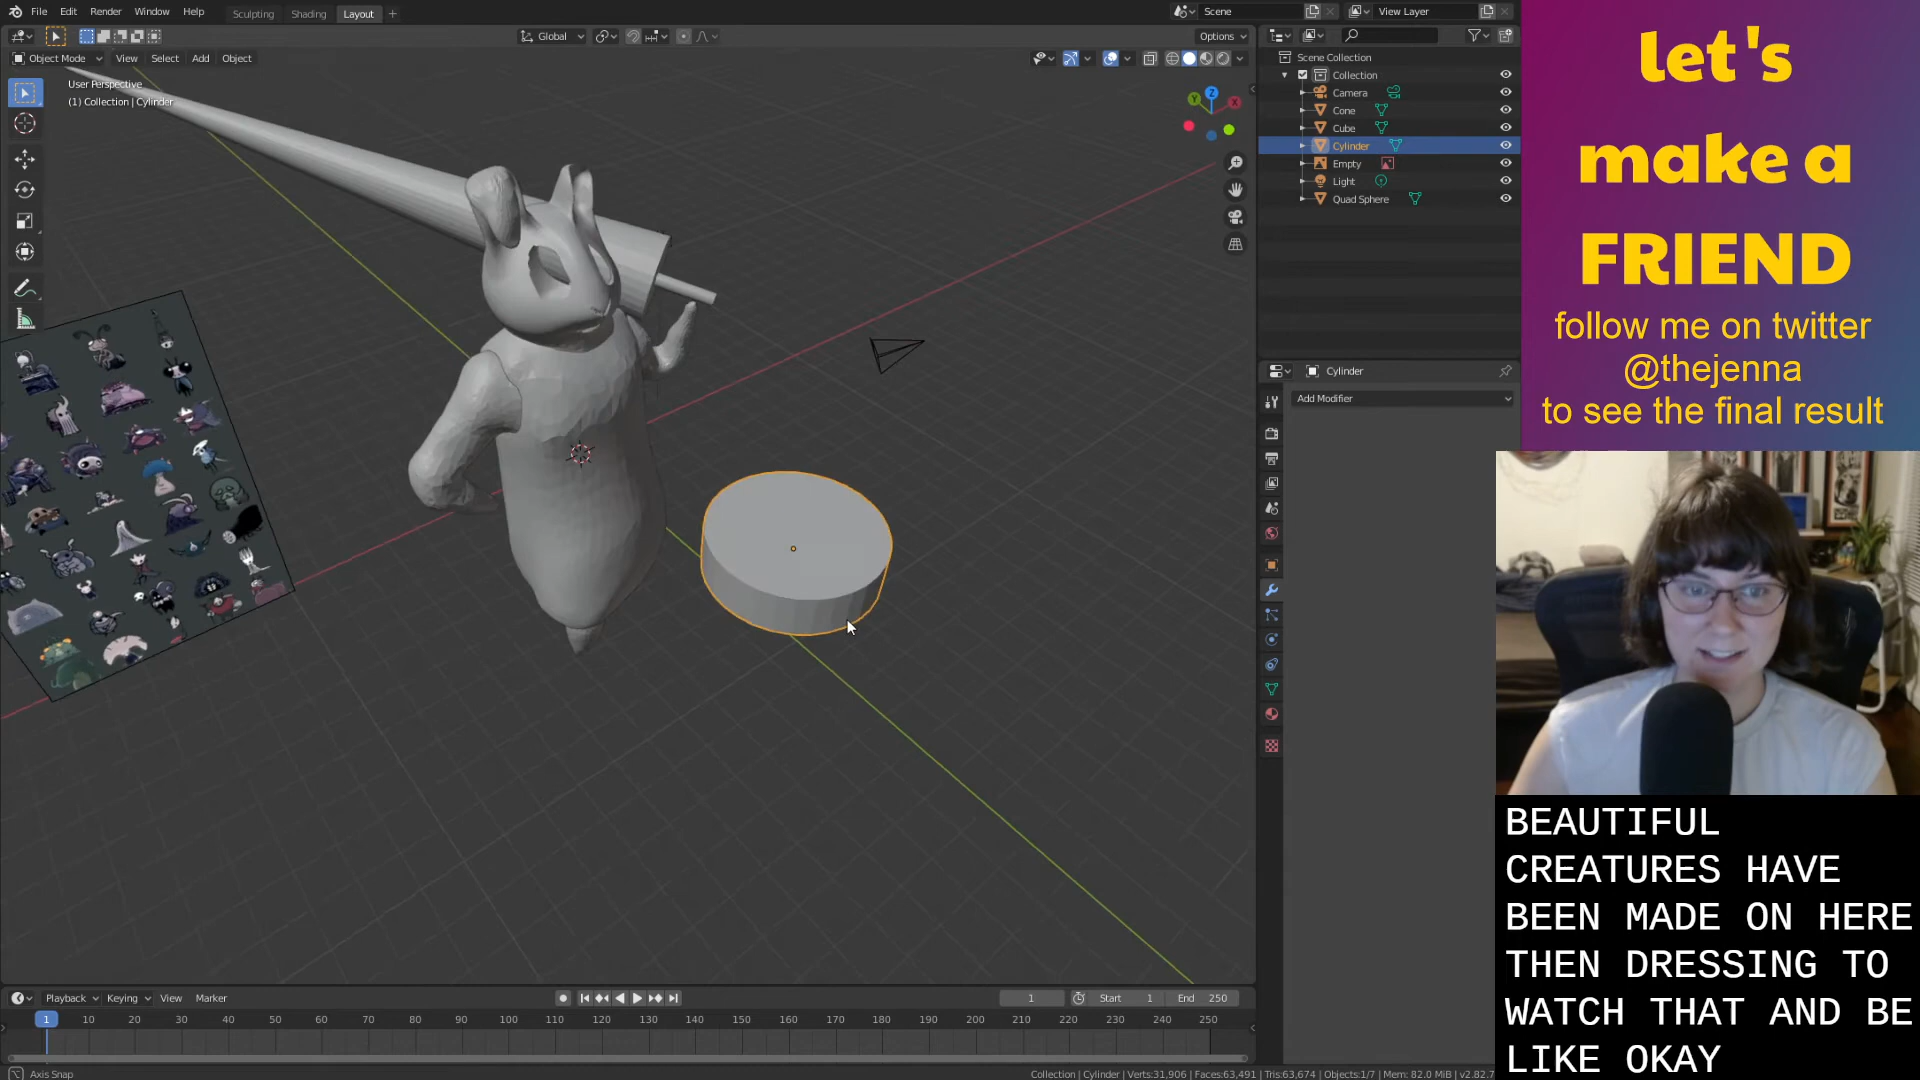 File Edit Render Window Help Sculpting Shading Layout + Scene View Layer
Global Options
Object Mode View Select Add Object
User Perspective
(1) Collection | Cylinder
Scene Collection
Collection
Camera
Cone
Cube
Cylinder
Empty
Light
Quad Sphere
Cylinder
Add Modifier
Z
Y
X
let's
make a
FRIEND
follow me on twitter
@thejenna
to see the final result
BEAUTIFUL
CREATURES HAVE
BEEN MADE ON HERE
THEN DRESSING TO
WATCH THAT AND BE
LIKE OKAY
Playback Keying View Marker 1 Start 1 End 250
1 10 20 30 40 50 60 70 80 90 100 110 120 130 140 150 160 170 180 190 200 210 220 230 240 250
Axis Snap Collection | Cylinder | Verts:31,906 | Faces:63,491 | Tris:63,674 | Objects:1/7 | Mem: 82.0 MiB | v2.82.7